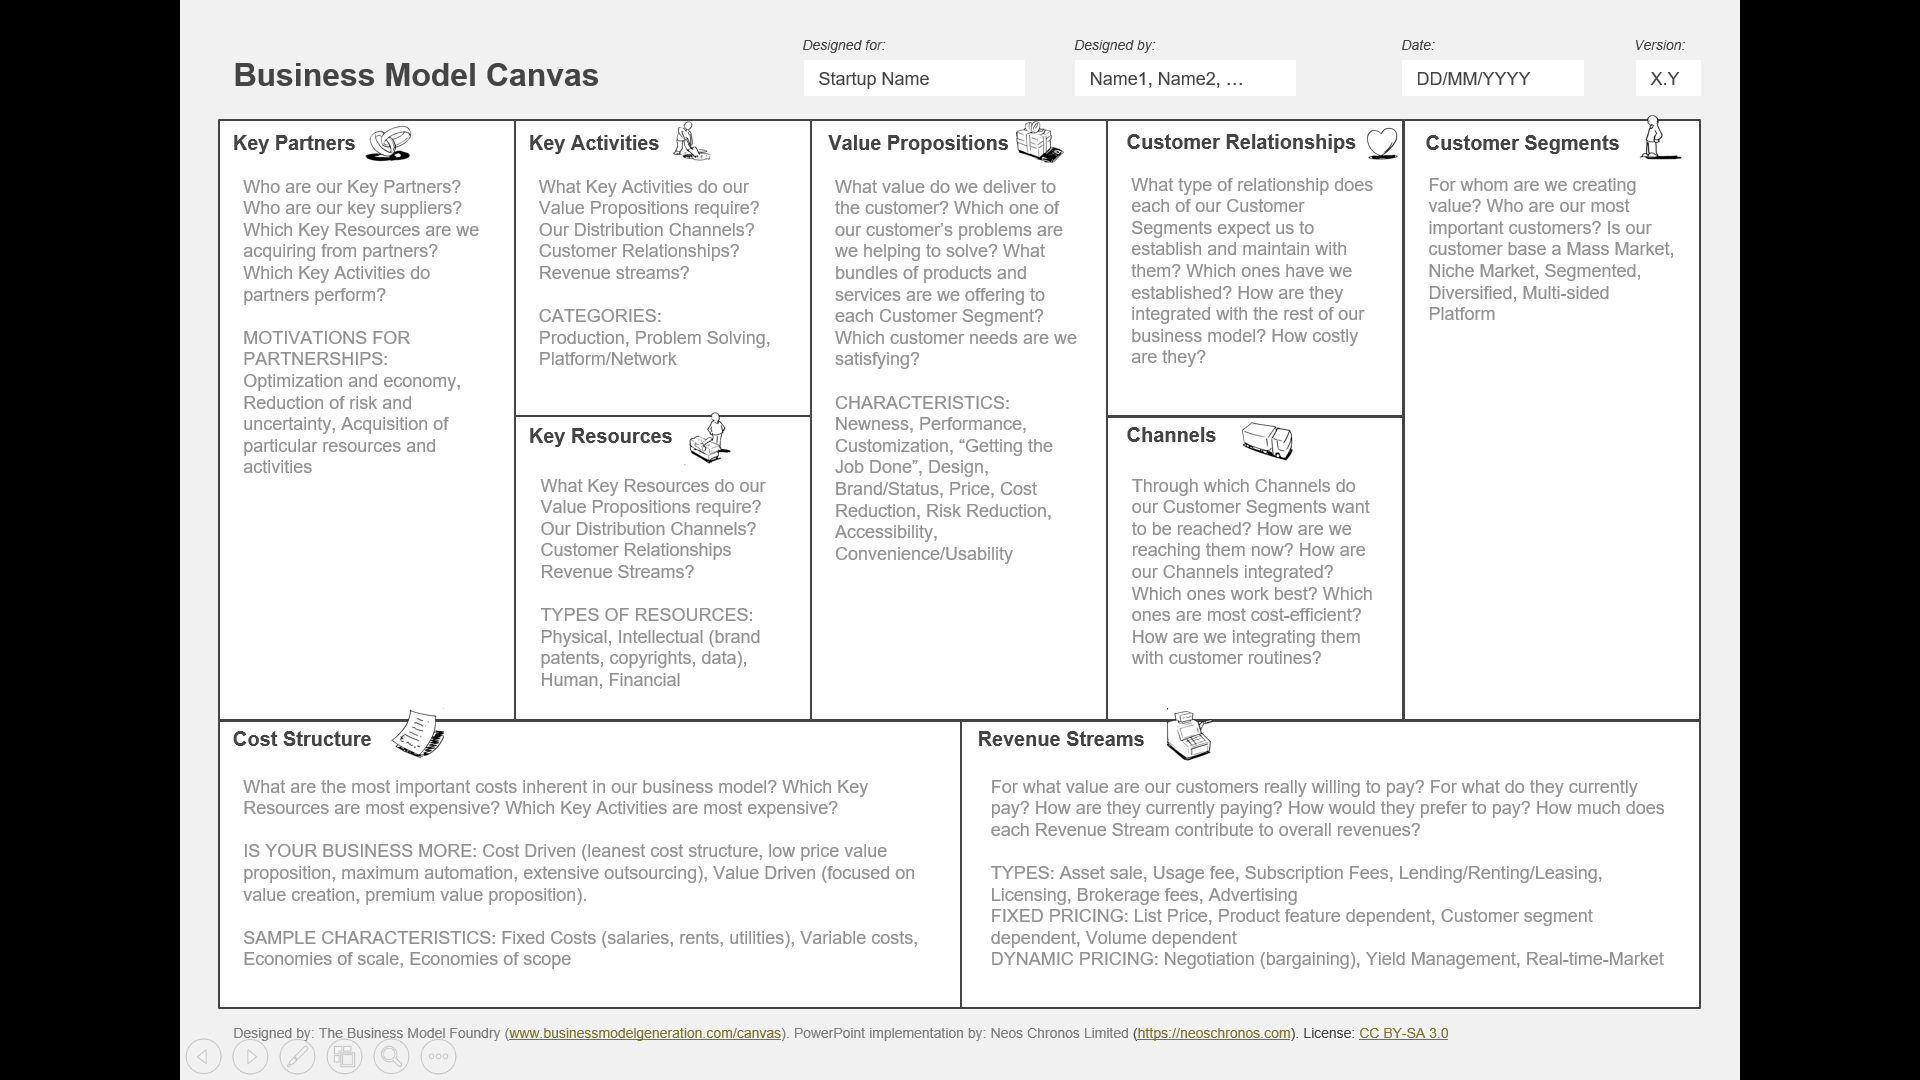 Business Model Canvas
Designed for:
Startup Name
Designed by:
Name1, Name2, …
Date:
DD/MM/YYYY
Version:
X.Y
Key Partners
Who are our Key Partners?
Who are our key suppliers?
Which Key Resources are we
acquiring from partners?
Which Key Activities do
partners perform?
MOTIVATIONS FOR
PARTNERSHIPS:
Optimization and economy,
Reduction of risk and
uncertainty, Acquisition of
particular resources and
activities
Key Activities
What Key Activities do our
Value Propositions require?
Our Distribution Channels?
Customer Relationships?
Revenue streams?
CATEGORIES:
Production, Problem Solving,
Platform/Network
Key Resources
What Key Resources do our
Value Propositions require?
Our Distribution Channels?
Customer Relationships
Revenue Streams?
TYPES OF RESOURCES:
Physical, Intellectual (brand
patents, copyrights, data),
Human, Financial
Value Propositions
What value do we deliver to
the customer? Which one of
our customer's problems are
we helping to solve? What
bundles of products and
services are we offering to
each Customer Segment?
Which customer needs are we
satisfying?
CHARACTERISTICS:
Newness, Performance,
Customization, “Getting the
Job Done”, Design,
Brand/Status, Price, Cost
Reduction, Risk Reduction,
Accessibility,
Convenience/Usability
Customer Relationships
What type of relationship does
each of our Customer
Segments expect us to
establish and maintain with
them? Which ones have we
established? How are they
integrated with the rest of our
business model? How costly
are they?
Channels
Through which Channels do
our Customer Segments want
to be reached? How are we
reaching them now? How are
our Channels integrated?
Which ones work best? Which
ones are most cost-efficient?
How are we integrating them
with customer routines?
Customer Segments
For whom are we creating
value? Who are our most
important customers? Is our
customer base a Mass Market,
Niche Market, Segmented,
Diversified, Multi-sided
Platform
Cost Structure
What are the most important costs inherent in our business model? Which Key
Resources are most expensive? Which Key Activities are most expensive?
IS YOUR BUSINESS MORE: Cost Driven (leanest cost structure, low price value
proposition, maximum automation, extensive outsourcing), Value Driven (focused on
value creation, premium value proposition).
SAMPLE CHARACTERISTICS: Fixed Costs (salaries, rents, utilities), Variable costs,
Economies of scale, Economies of scope
Revenue Streams
For what value are our customers really willing to pay? For what do they currently
pay? How are they currently paying? How would they prefer to pay? How much does
each Revenue Stream contribute to overall revenues?
TYPES: Asset sale, Usage fee, Subscription Fees, Lending/Renting/Leasing,
Licensing, Brokerage fees, Advertising
FIXED PRICING: List Price, Product feature dependent, Customer segment
dependent, Volume dependent
DYNAMIC PRICING: Negotiation (bargaining), Yield Management, Real-time-Market
Designed by: The Business Model Foundry (www.businessmodelgeneration.com/canvas). PowerPoint implementation by: Neos Chronos Limited (https://neoschronos.com). License: CC BY-SA 3.0